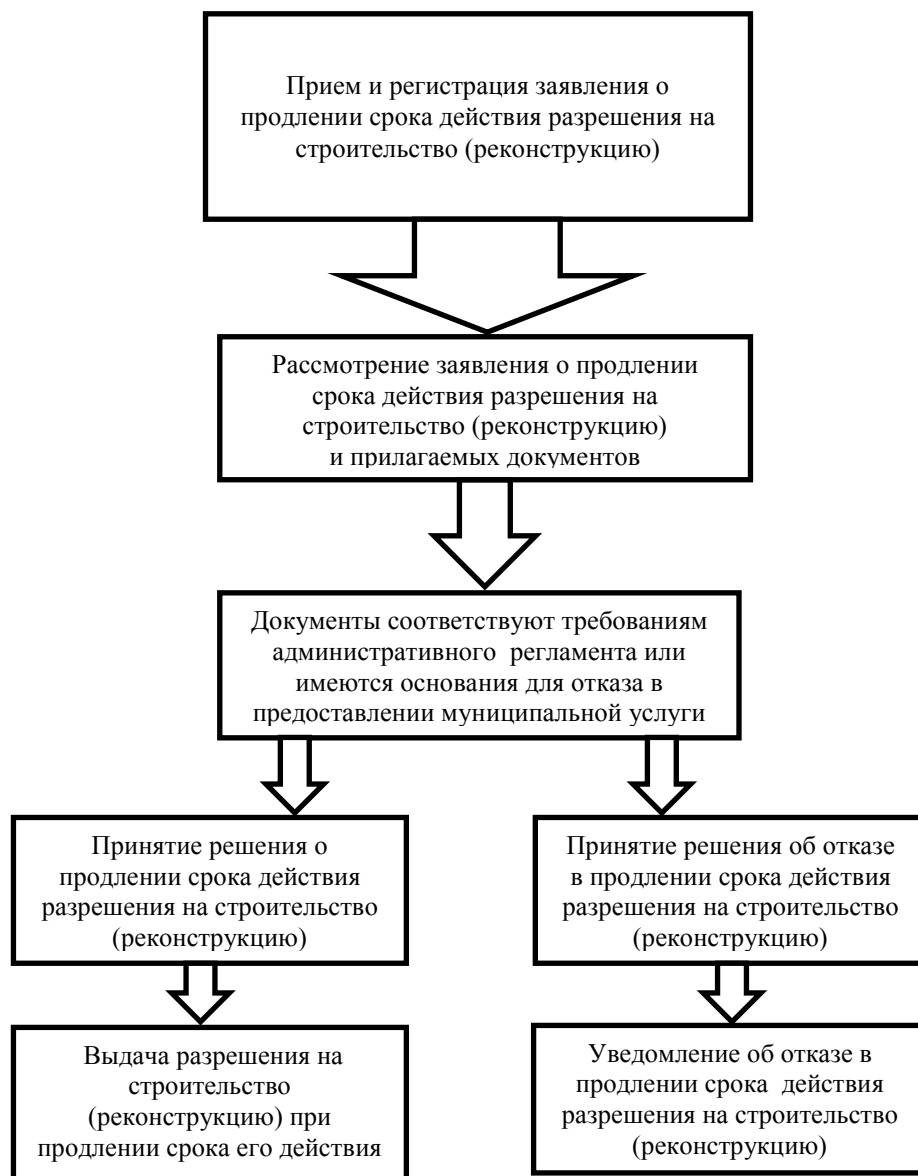 Прием и регистрация заявления о
продлении срока действия разрешения на
строительство (реконструкцию)
Рассмотрение заявления о продлении
срока действия разрешения на
строительство (реконструкцию)
и прилагаемых документов
Документы соответствуют требованиям
административного  регламента или
имеются основания для отказа в
предоставлении муниципальной услуги
Принятие решения о
продлении срока действия
разрешения на строительство
(реконструкцию)
Принятие решения об отказе
в продлении срока действия
разрешения на строительство
(реконструкцию)
Выдача разрешения на
строительство
(реконструкцию) при
продлении срока его действия
Уведомление об отказе в
продлении срока  действия
разрешения на строительство
(реконструкцию)